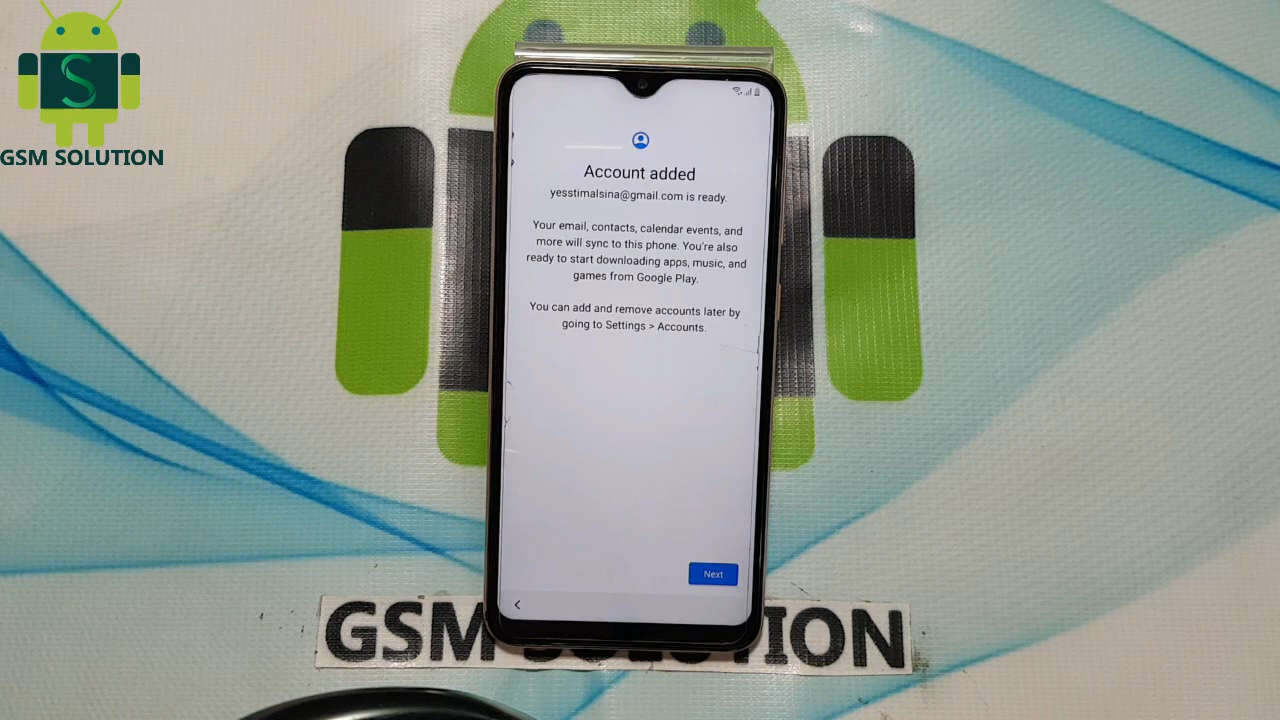 S
GSM SOLUTION
Account added
yesstimalsina@gmail.com is ready.
Your email, contacts, calendar events, and
more will sync to this phone. You're also
ready to start downloading apps, music, and
games from Google Play.
You can add and remove accounts later by
going to Settings > Accounts.
Next
GSM SOLUTION